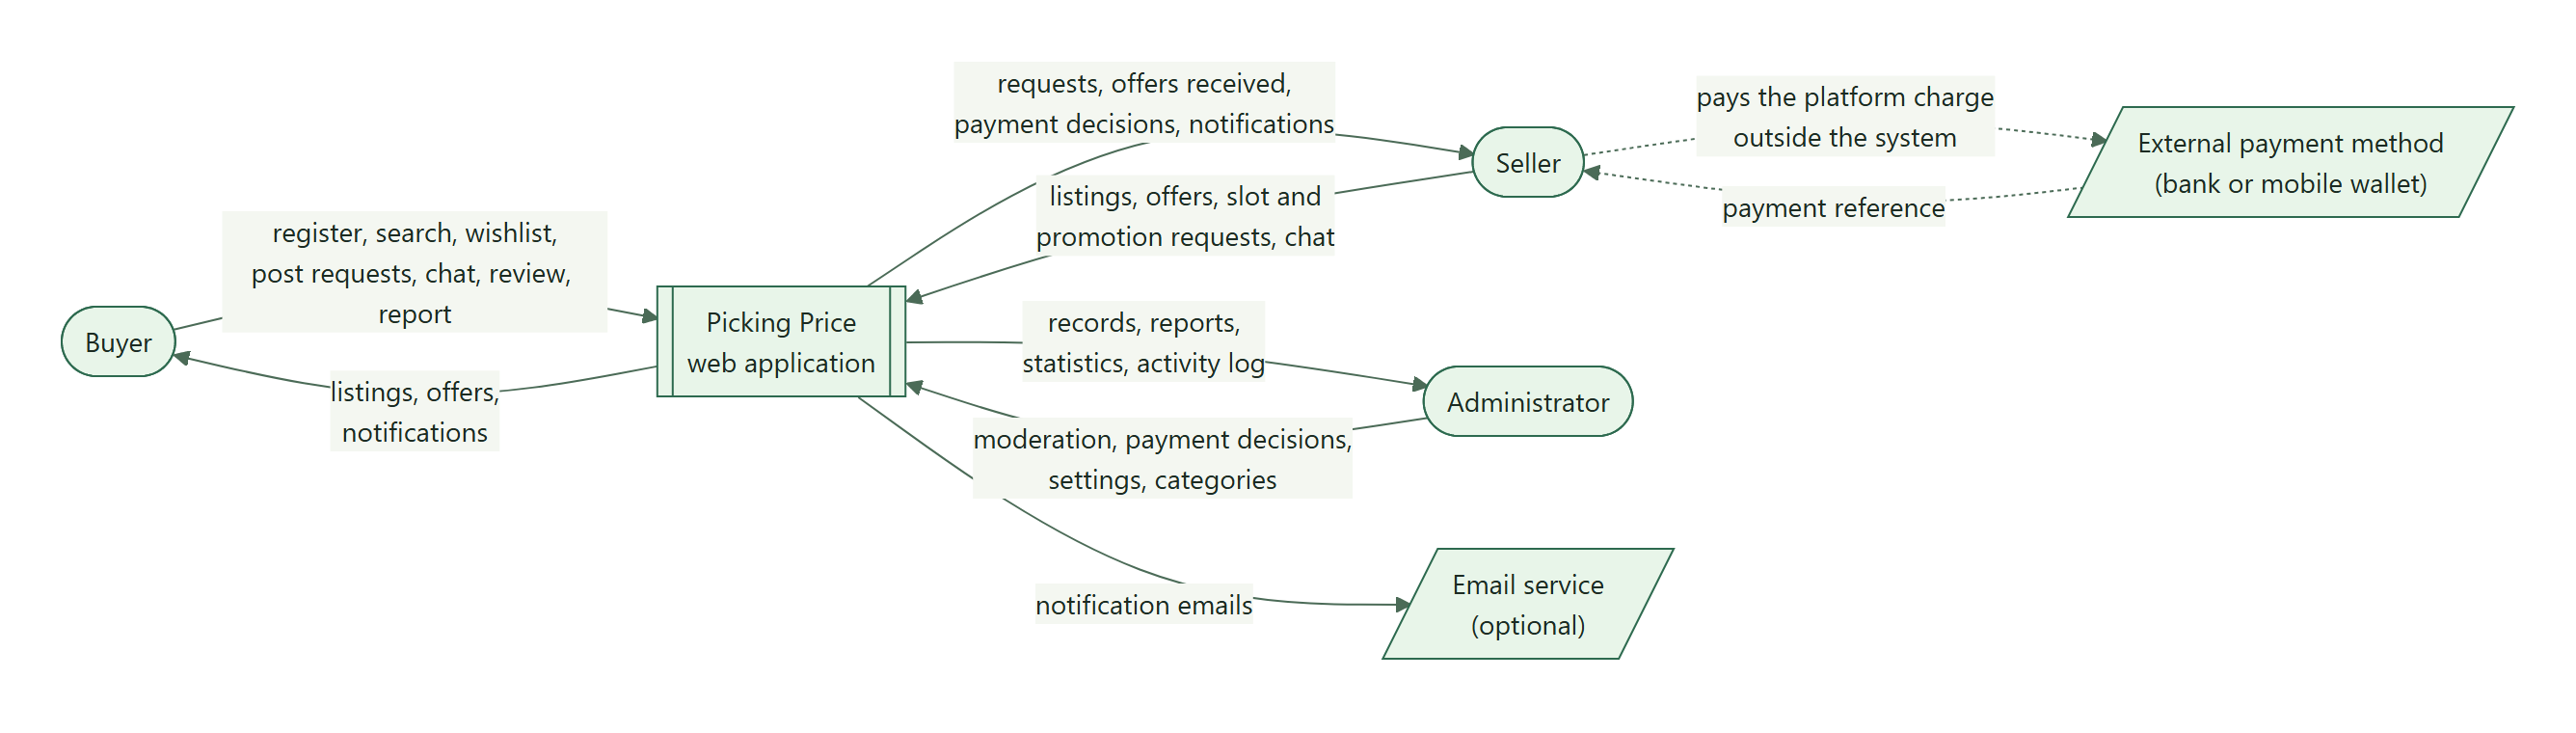 requests, offers received,
payment decisions, notifications
pays the platform charge
outside the system
Seller
External payment method
(bank or mobile wallet)
listings, offers, slot and
promotion requests, chat
payment reference
register, search, wishlist,
post requests, chat, review,
report
Buyer
Picking Price
web application
records, reports,
statistics, activity log
listings, offers,
notifications
Administrator
moderation, payment decisions,
settings, categories
notification emails
Email service
(optional)